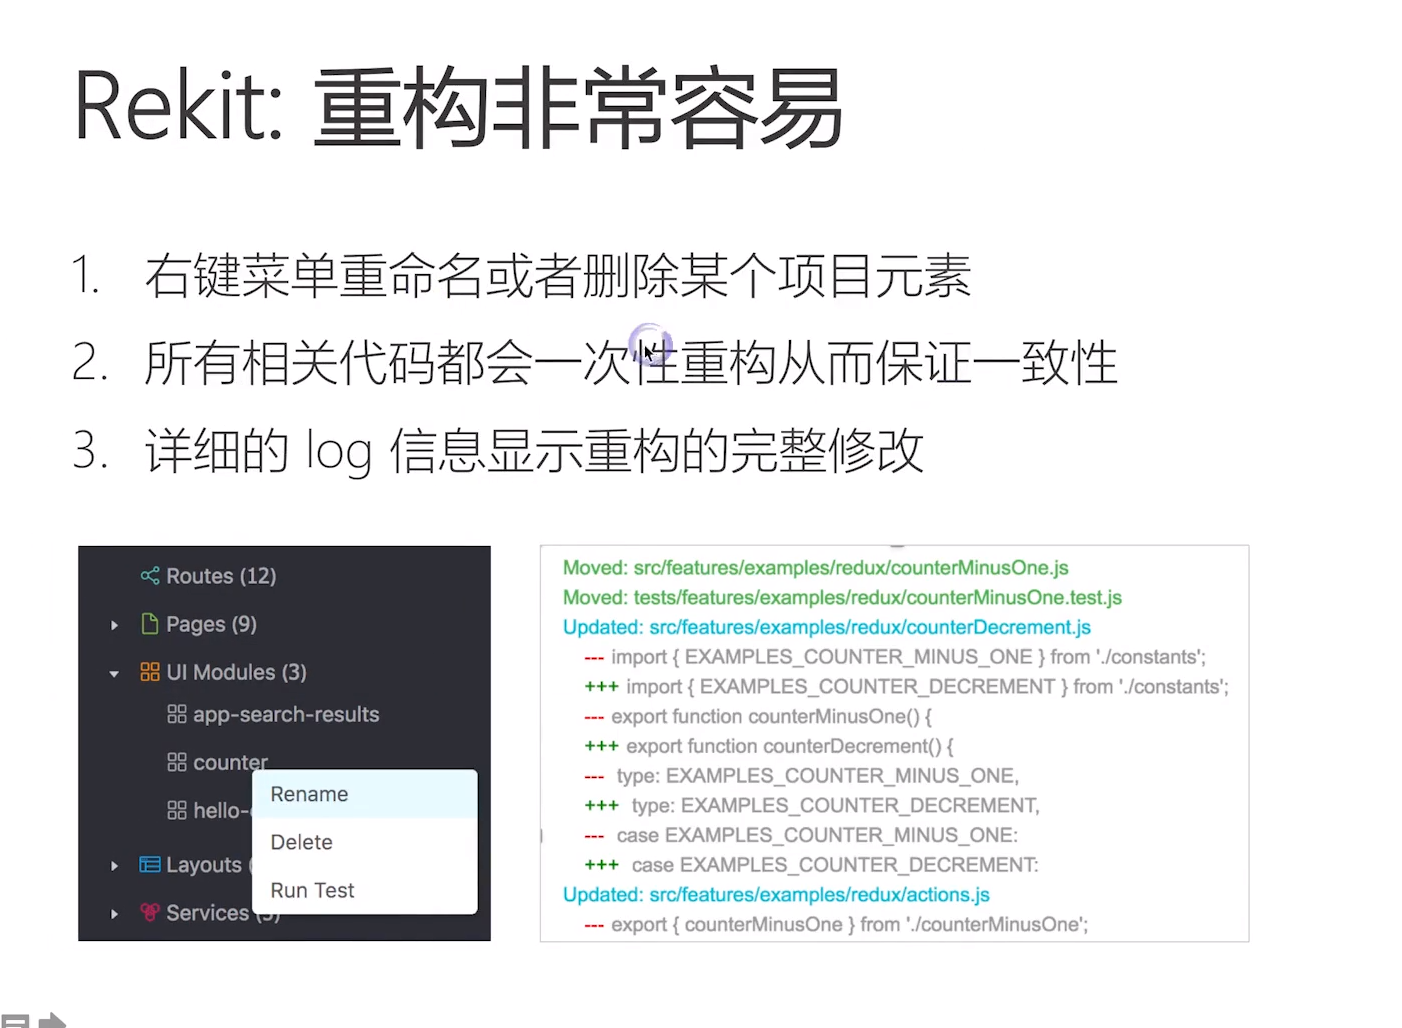 Rekit: 重构非常容易
1. 右键菜单重命名或者删除某个项目元素
2. 所有相关代码都会一次性重构从而保证一致性
3. 详细的 log 信息显示重构的完整修改
Routes (12)
Pages (9)
UI Modules (3)
app-search-results
counter
hello-
Rename
Delete
Run Test
Layouts
Services
Moved: src/features/examples/redux/counterMinusOne.js
Moved: tests/features/examples/redux/counterMinusOne.test.js
Updated: src/features/examples/redux/counterDecrement.js
--- import { EXAMPLES_COUNTER_MINUS_ONE } from './constants';
+++ import { EXAMPLES_COUNTER_DECREMENT } from './constants';
--- export function counterMinusOne() {
+++ export function counterDecrement() {
--- type: EXAMPLES_COUNTER_MINUS_ONE,
+++ type: EXAMPLES_COUNTER_DECREMENT,
--- case EXAMPLES_COUNTER_MINUS_ONE:
+++ case EXAMPLES_COUNTER_DECREMENT:
Updated: src/features/examples/redux/actions.js
--- export { counterMinusOne } from './counterMinusOne';